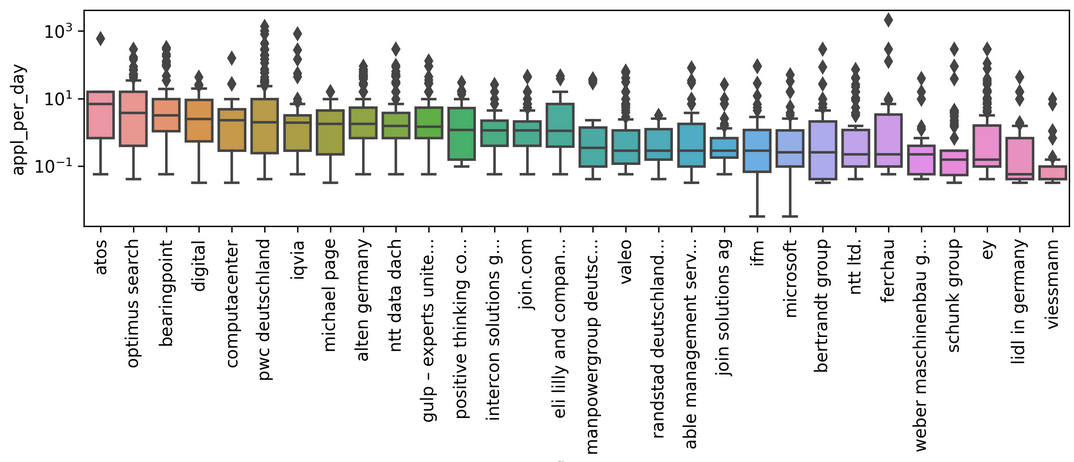 appl_per_day
10³
10¹
10⁻¹
atos
optimus search
bearingpoint
digital
computacenter
pwc deutschland
iqvia
michael page
alten germany
ntt data dach
gulp – experts unite...
positive thinking co...
intercon solutions g...
join.com
eli lilly and compan...
manpowergroup deutsc...
valeo
randstad deutschland...
able management serv...
join solutions ag
ifm
microsoft
bertrandt group
ntt ltd.
ferchau
weber maschinenbau g...
schunk group
ey
lidl in germany
viessmann